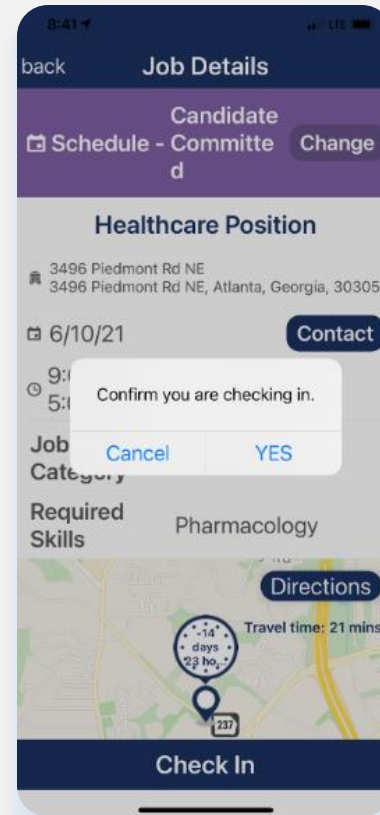 8:41
LTE
back
Job Details
Schedule - Candidate
Committe
d
Change
Healthcare Position
3496 Piedmont Rd NE
3496 Piedmont Rd NE, Atlanta, Georgia, 30305
6/10/21
Contact
9:
5:
Confirm you are checking in.
Cancel
YES
Job
Category
Required
Skills
Pharmacology
Directions
Travel time: 21 mins
-14
days
23 ho...
237
Check In